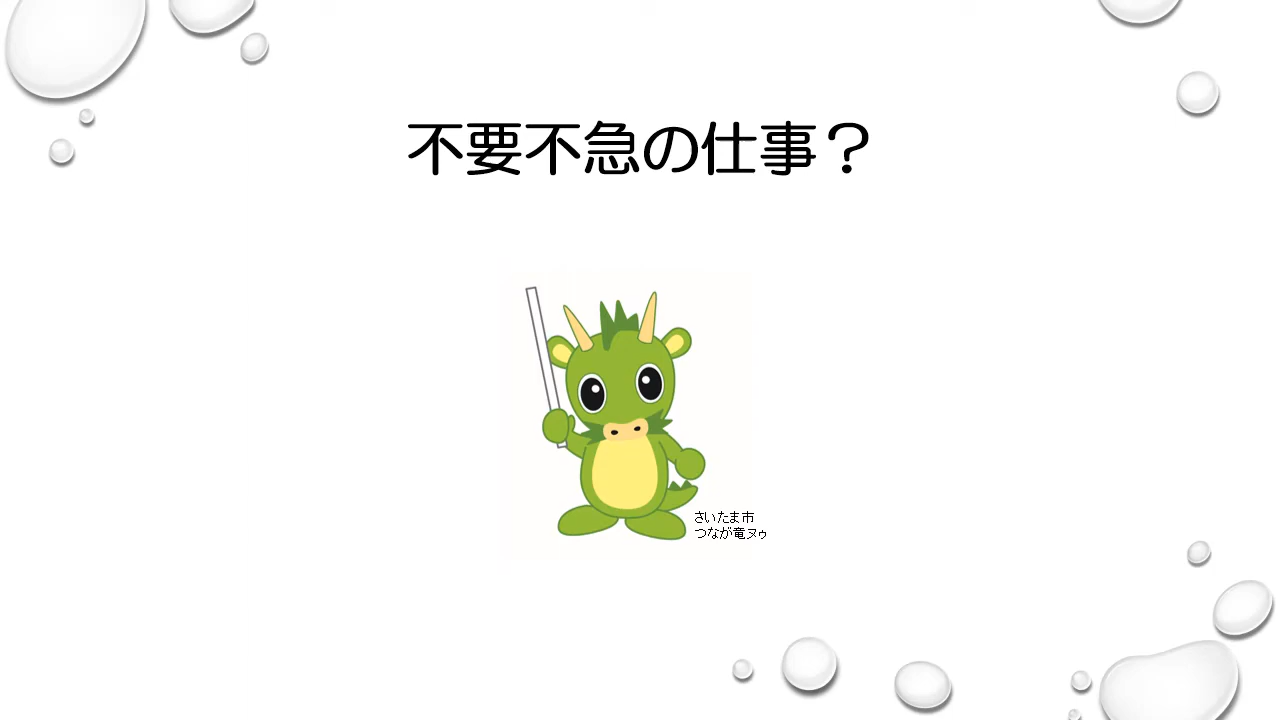 不要不急の仕事？
さいたま市
つなが竜ヌゥ